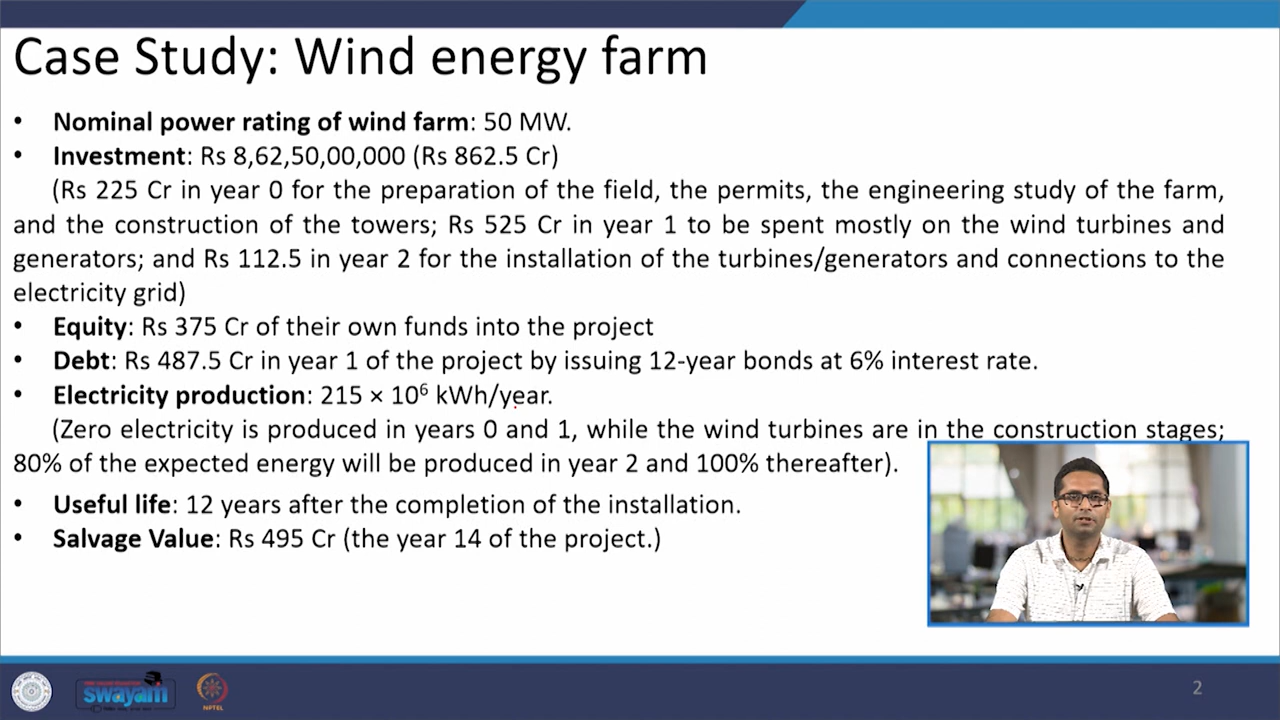 Case Study: Wind energy farm
• Nominal power rating of wind farm: 50 MW.
• Investment: Rs 8,62,50,00,000 (Rs 862.5 Cr)
(Rs 225 Cr in year 0 for the preparation of the field, the permits, the engineering study of the farm,
and the construction of the towers; Rs 525 Cr in year 1 to be spent mostly on the wind turbines and
generators; and Rs 112.5 in year 2 for the installation of the turbines/generators and connections to the
electricity grid)
• Equity: Rs 375 Cr of their own funds into the project
• Debt: Rs 487.5 Cr in year 1 of the project by issuing 12-year bonds at 6% interest rate.
• Electricity production: 215 × 10⁶ kWh/year.
(Zero electricity is produced in years 0 and 1, while the wind turbines are in the construction stages;
80% of the expected energy will be produced in year 2 and 100% thereafter).
• Useful life: 12 years after the completion of the installation.
• Salvage Value: Rs 495 Cr (the year 14 of the project.)
swayam
NPTEL
2